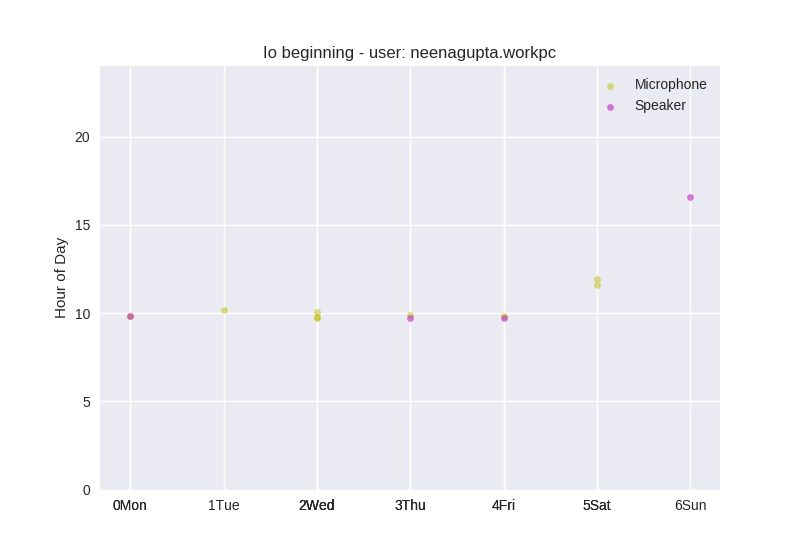 Io beginning - user: neenagupta.workpc
Microphone
Speaker
Hour of Day
20
15
10
5
0
0Mon 1Tue 2Wed 3Thu 4Fri 5Sat 6Sun